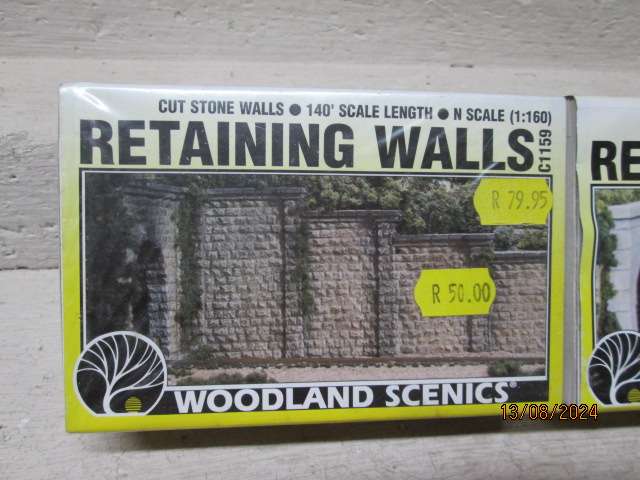 CUT STONE WALLS ● 140' SCALE LENGTH ● N SCALE (1:160)
RETAINING WALLS
C1159
R 79.95
R 50.00
WOODLAND SCENICS®
RE
13/08/2024